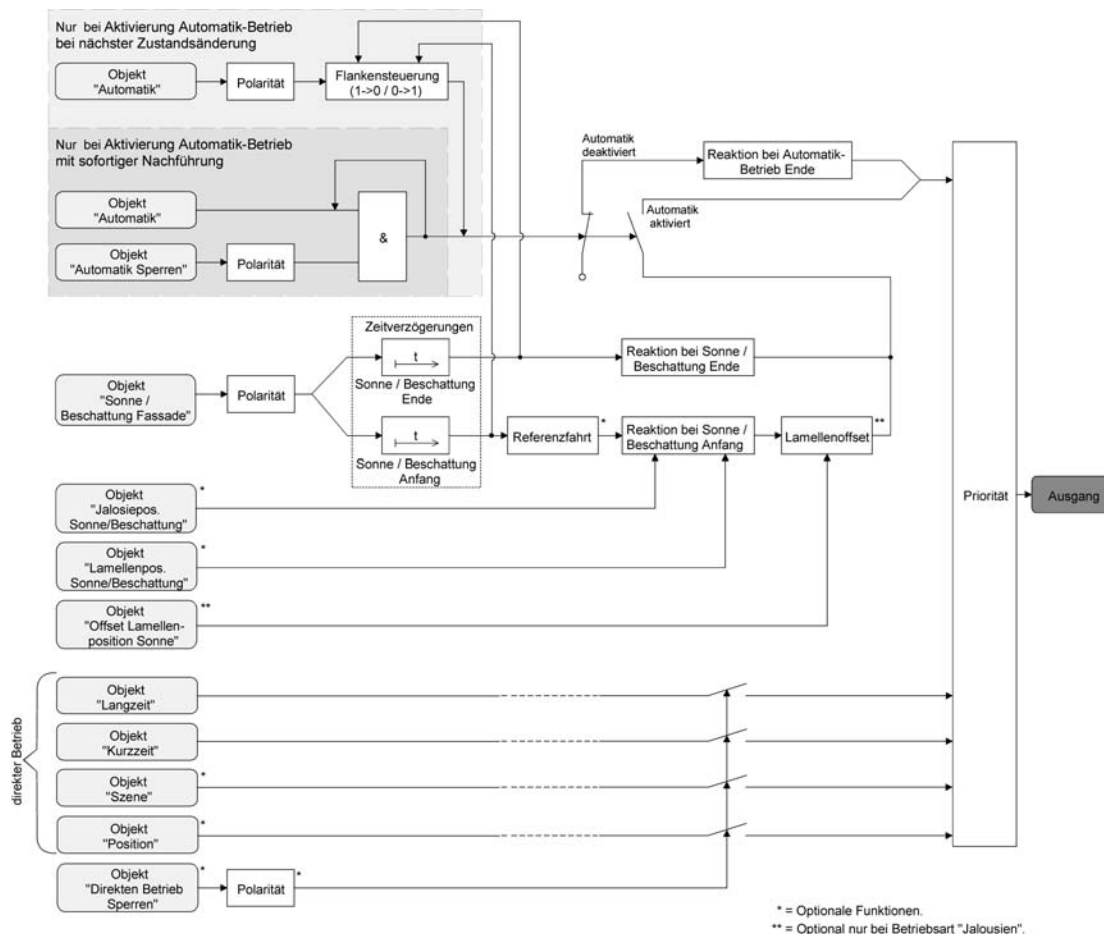 Nur bei Aktivierung Automatik-Betrieb
bei nächster Zustandsänderung
Objekt
"Automatik"
Polarität
Flankensteuerung
(1->0 / 0->1)
Nur bei Aktivierung Automatik-Betrieb
mit sofortiger Nachführung
Objekt
"Automatik"
Objekt
"Automatik Sperren"
Polarität
&
Automatik
deaktiviert
Reaktion bei Automatik-
Betrieb Ende
Automatik
aktiviert
Zeitverzögerungen
t
Sonne / Beschattung
Ende
Reaktion bei Sonne /
Beschattung Ende
Objekt
"Sonne /
Beschattung Fassade"
Polarität
t
Sonne / Beschattung
Anfang
Referenzfahrt *
Reaktion bei Sonne /
Beschattung Anfang
Lamellenoffset **
Objekt *
"Jalosiepos.
Sonne/Beschattung"
Objekt *
"Lamellenpos.
Sonne/Beschattung"
Objekt **
"Offset Lamellen-
position Sonne"
Priorität
Ausgang
direkter Betrieb
Objekt
"Langzeit"
Objekt
"Kurzzeit"
Objekt *
"Szene"
Objekt *
"Position"
Objekt *
"Direkten Betrieb
Sperren"
Polarität *
* = Optionale Funktionen.
** = Optional nur bei Betriebsart "Jalousien".